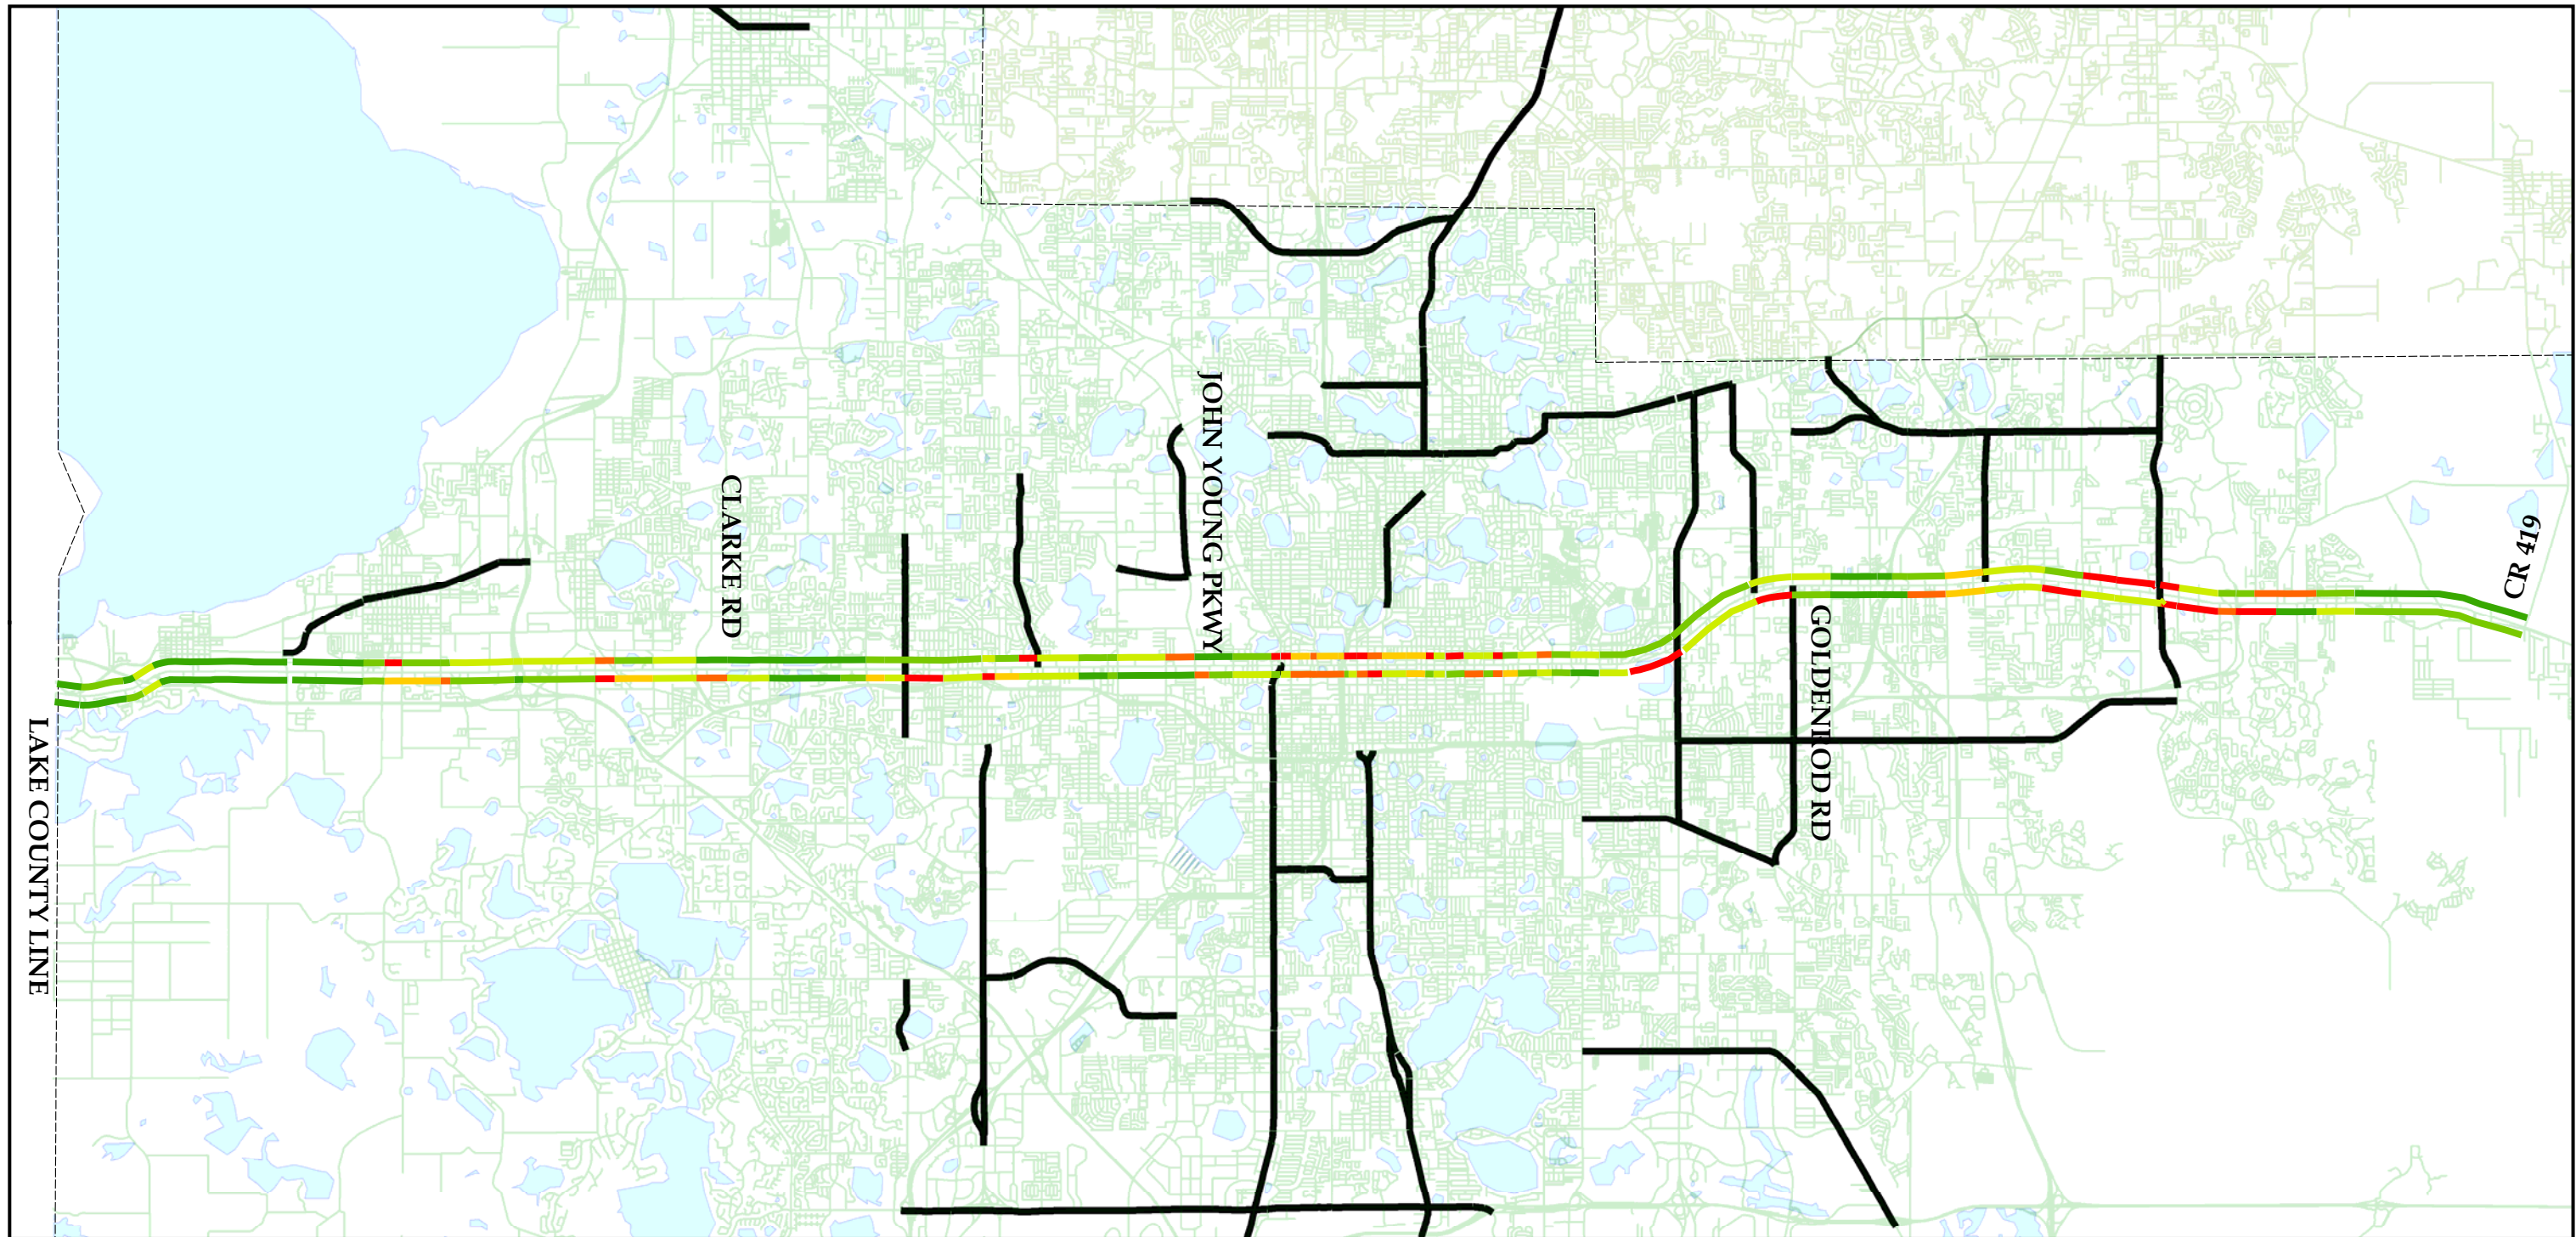 LAKE COUNTY LINE
CLARKE RD
JOHN YOUNG PKWY
GOLDENROD RD
CR 419